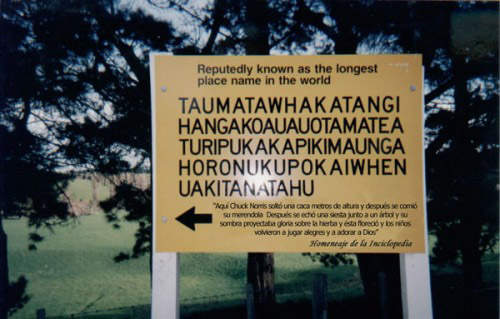 Reputedly known as the longest
place name in the world
TAUMATAWHAKATANGI
HANGAKOAUAUOTAMATEA
TURIPUKAKAPIKIMAUNGA
HORONUKUPOKAIWHEN
UAKITANATAHU
"Aquí Chuck Norris soltó una caca metros de altura y después se comió
su merendola Después se echó una siesta junto a un árbol y su
sombra proyectaba gloria sobre la hierba y ésta floreció y los niños
volvieron a jugar alegres y a adorar a Dios"
Homenaje de la Inciclopedia